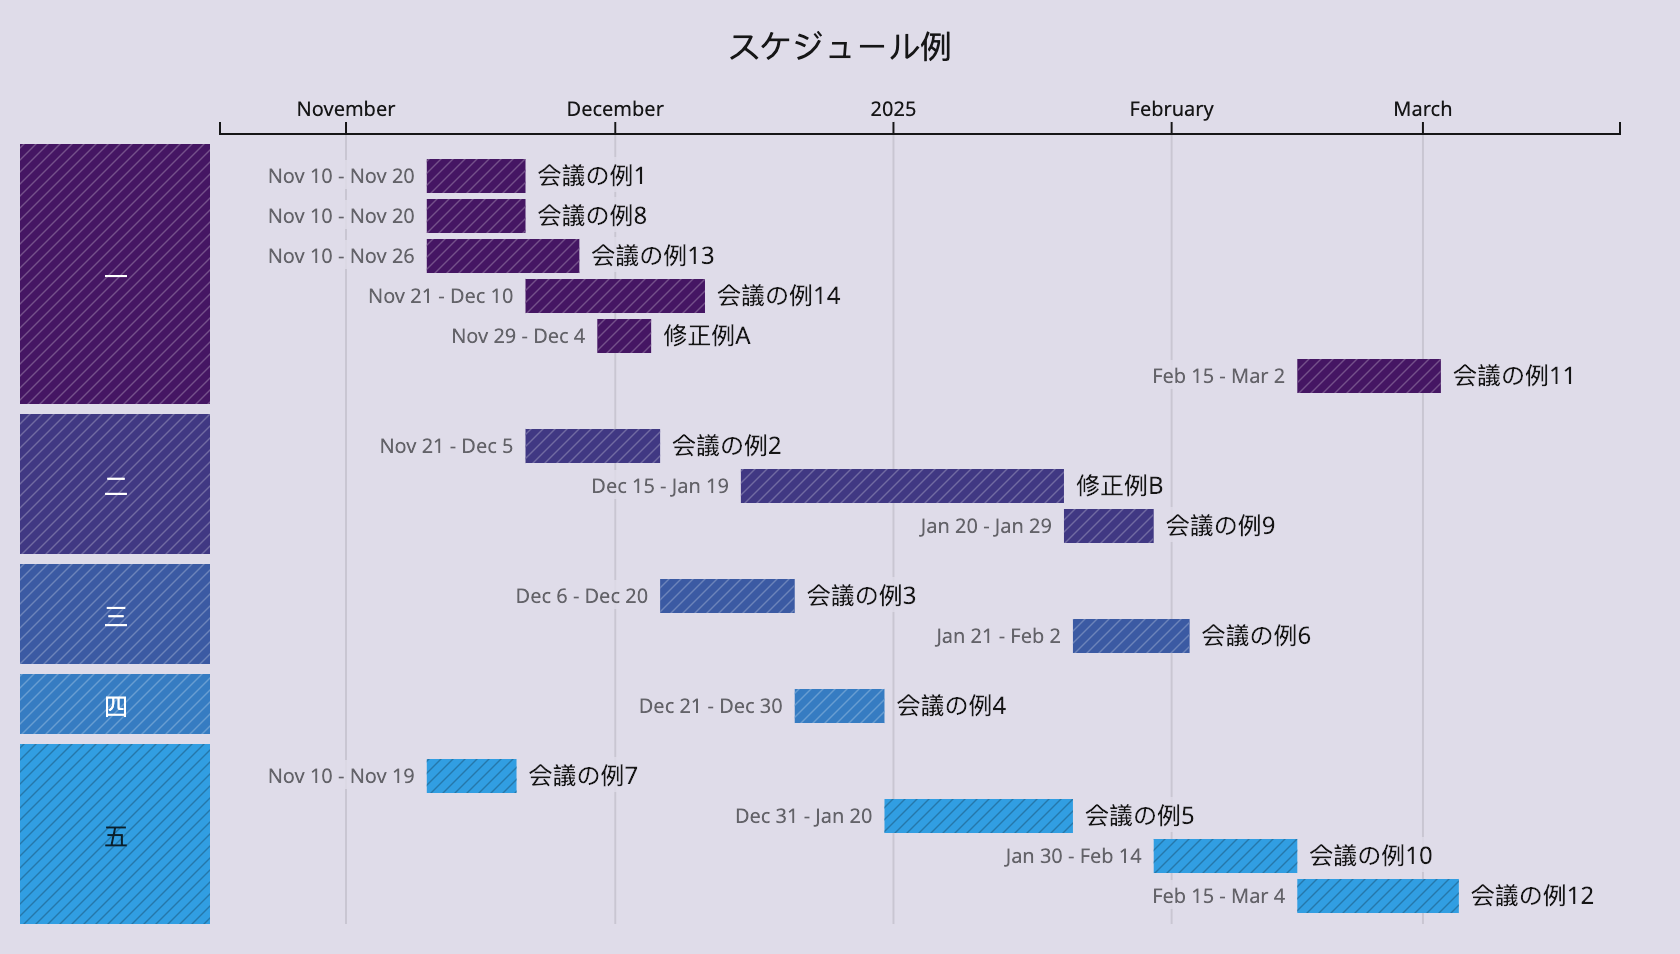 スケジュール例
November December 2025 February March
一
Nov 10 - Nov 20 会議の例1
Nov 10 - Nov 20 会議の例8
Nov 10 - Nov 26 会議の例13
Nov 21 - Dec 10 会議の例14
Nov 29 - Dec 4 修正例A
Feb 15 - Mar 2 会議の例11
二
Nov 21 - Dec 5 会議の例2
Dec 15 - Jan 19 修正例B
Jan 20 - Jan 29 会議の例9
三
Dec 6 - Dec 20 会議の例3
Jan 21 - Feb 2 会議の例6
四
Dec 21 - Dec 30 会議の例4
五
Nov 10 - Nov 19 会議の例7
Dec 31 - Jan 20 会議の例5
Jan 30 - Feb 14 会議の例10
Feb 15 - Mar 4 会議の例12